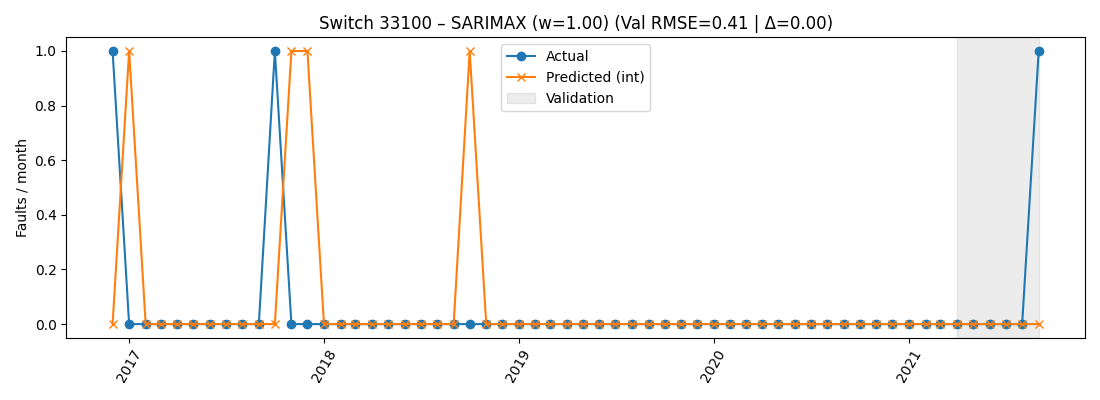 Switch 33100 – SARIMAX (w=1.00) (Val RMSE=0.41 | Δ=0.00)
Faults / month
1.0
0.8
0.6
0.4
0.2
0.0
Actual
Predicted (int)
Validation
2017
2018
2019
2020
2021